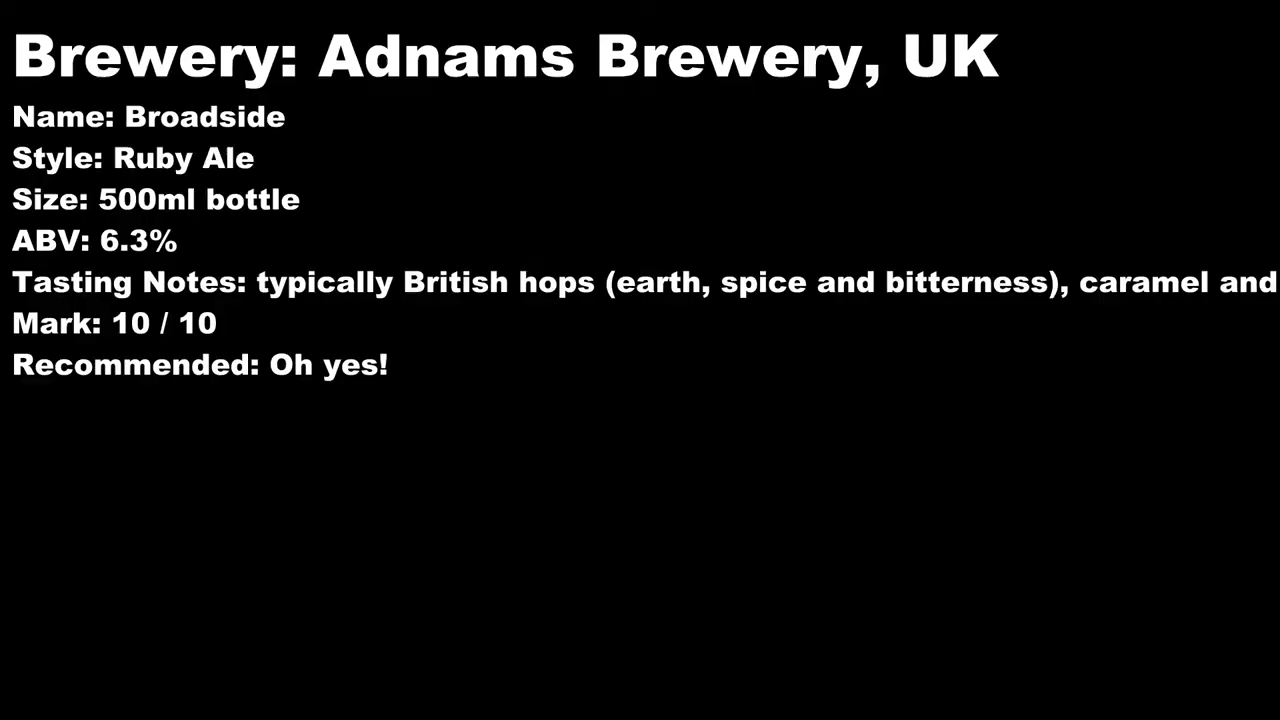 Brewery: Adnams Brewery, UK
Name: Broadside
Style: Ruby Ale
Size: 500ml bottle
ABV: 6.3%
Tasting Notes: typically British hops (earth, spice and bitterness), caramel and
Mark: 10 / 10
Recommended: Oh yes!